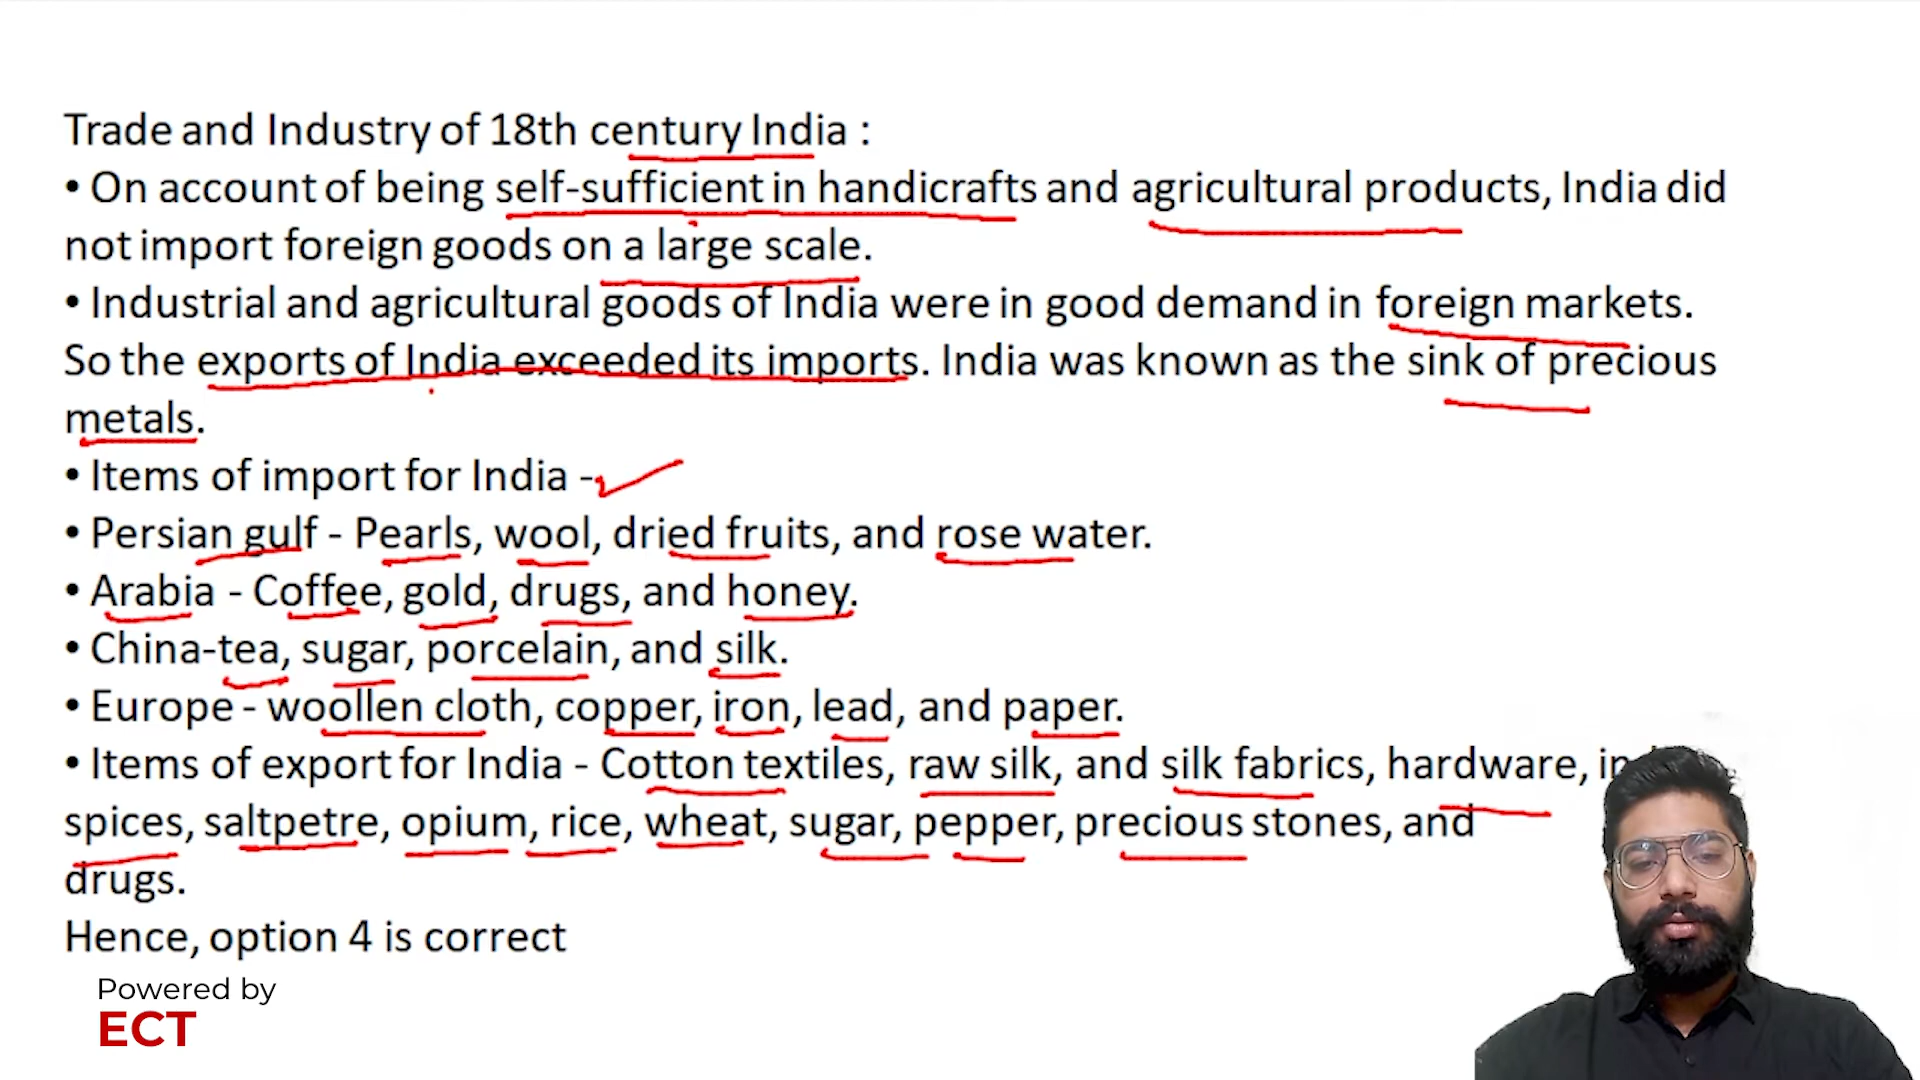 Trade and Industry of 18th century India :
• On account of being self-sufficient in handicrafts and agricultural products, India did
not import foreign goods on a large scale.
• Industrial and agricultural goods of India were in good demand in foreign markets.
So the exports of India exceeded its imports. India was known as the sink of precious
metals.
• Items of import for India -
• Persian gulf - Pearls, wool, dried fruits, and rose water.
• Arabia - Coffee, gold, drugs, and honey.
• China-tea, sugar, porcelain, and silk.
• Europe - woollen cloth, copper, iron, lead, and paper.
• Items of export for India - Cotton textiles, raw silk, and silk fabrics, hardware,
spices, saltpetre, opium, rice, wheat, sugar, pepper, precious stones, and
drugs.
Hence, option 4 is correct
Powered by
ECT